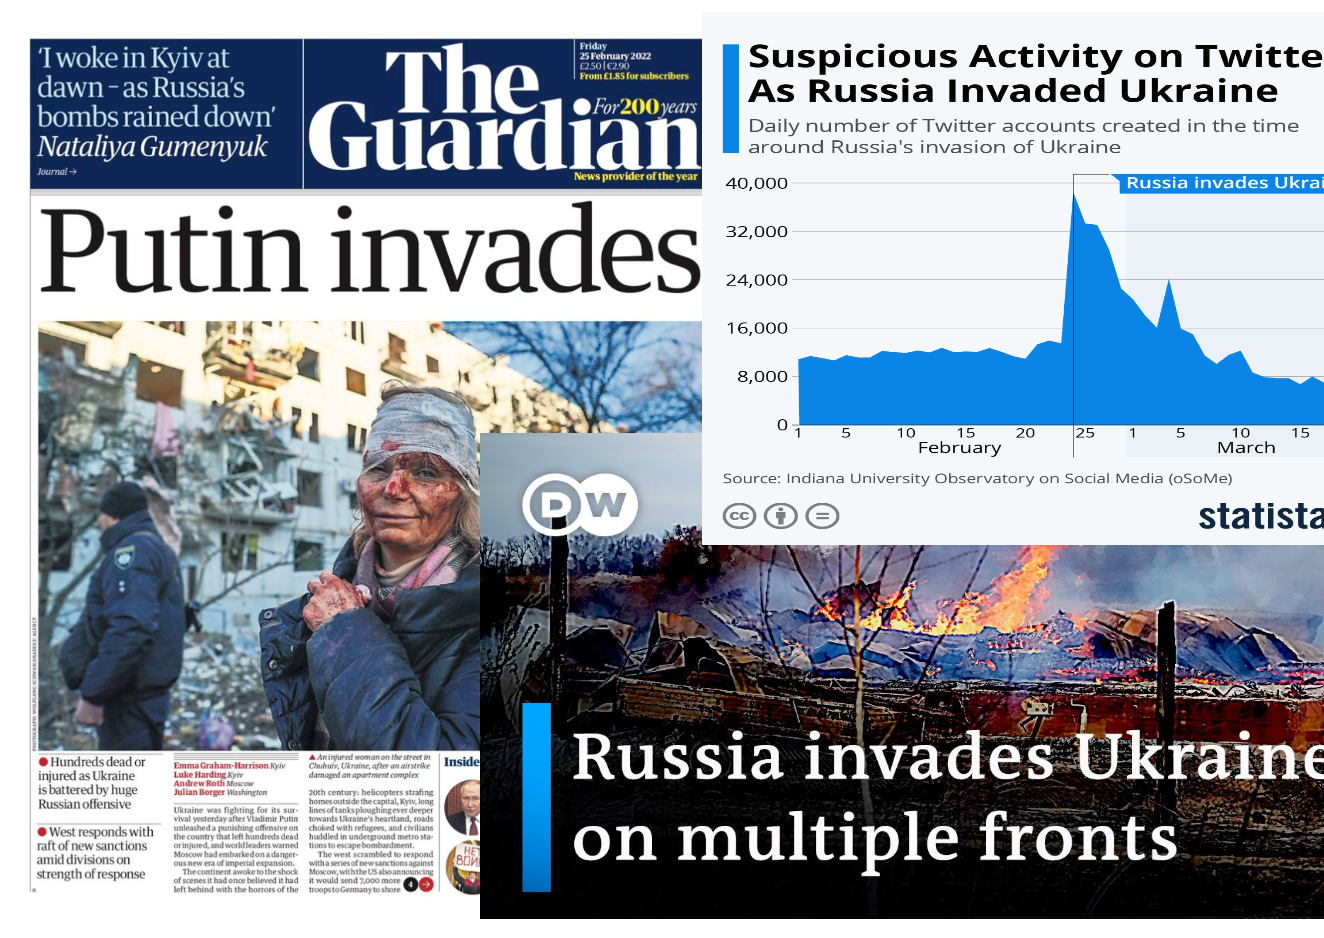 'I woke in Kyiv at
dawn – as Russia's
bombs rained down'
Nataliya Gumenyuk
Journal →
The
Guardian
Friday
25 February 2022
£2.50 | €2.90
From £1.85 for subscribers
For 200 years
News provider of the year
Putin invades
PHOTOGRAPH: WOLFGANG SCHWAN/ANADOLU AGENCY
Hundreds dead or
injured as Ukraine
is battered by huge
Russian offensive
West responds with
raft of new sanctions
amid divisions on
strength of response
Emma Graham-Harrison Kyiv
Luke Harding Kyiv
Andrew Roth Moscow
Julian Borger Washington
Ukraine was fighting for its sur-
vival yesterday after Vladimir Putin
unleashed a punishing offensive on
the country that left hundreds dead
or injured, and world leaders warned
Moscow had embarked on a danger-
ous new era of imperial expansion.
The continent awoke to the shock
of scenes it had once believed it had
left behind with the horrors of the
▲ An injured woman on the street in
Chuhuiv, Ukraine, after an airstrike
damaged an apartment complex
20th century: helicopters strafing
homes outside the capital, Kyiv, long
lines of tanks ploughing ever deeper
towards Ukraine's heartland, roads
choked with refugees, and civilians
huddled in underground metro sta-
tions to escape bombardment.
The west scrambled to respond
with a series of new sanctions against
Moscow, with the US also announcing
it would send 7,000 more
troops to Germany to shore
4 →
Inside
НЕТ
ВОЙН
Suspicious Activity on Twitte
As Russia Invaded Ukraine
Daily number of Twitter accounts created in the time
around Russia's invasion of Ukraine
Russia invades Ukrai
40,000
32,000
24,000
16,000
8,000
0
1 5 10 15 20 25 1 5 10 15
February March
Source: Indiana University Observatory on Social Media (oSoMe)
cc
statista
DW
Russia invades Ukraine
on multiple fronts